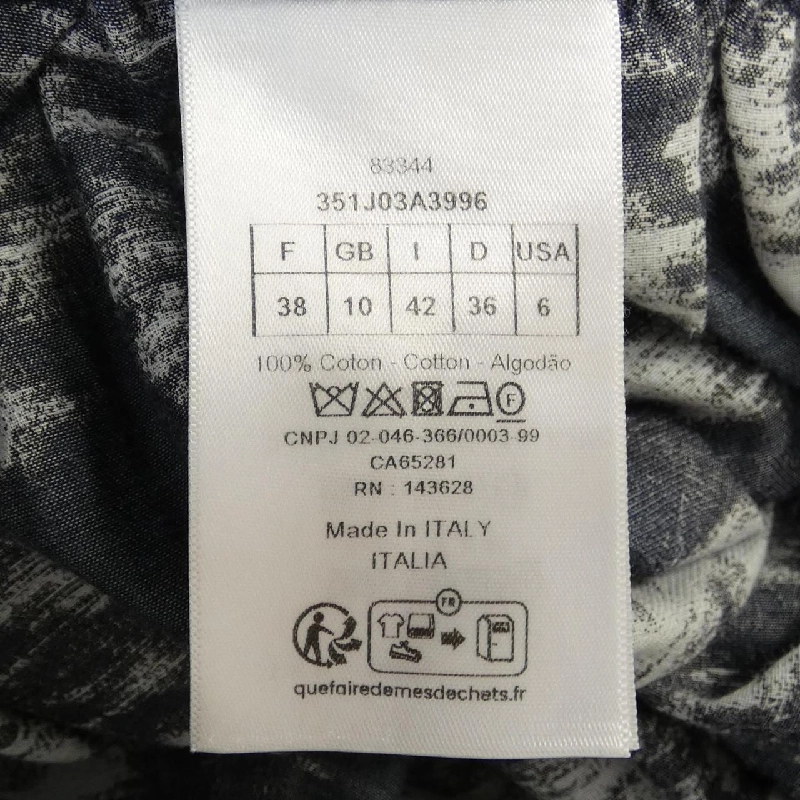 83344
351J03A3996
F GB I D USA
38 10 42 36 6
100% Coton - Cotton - Algodão
F
CNPJ 02-046-366/0003-99
CA65281
RN : 143628
Made In ITALY
ITALIA
FR
quefairedemesdechets.fr